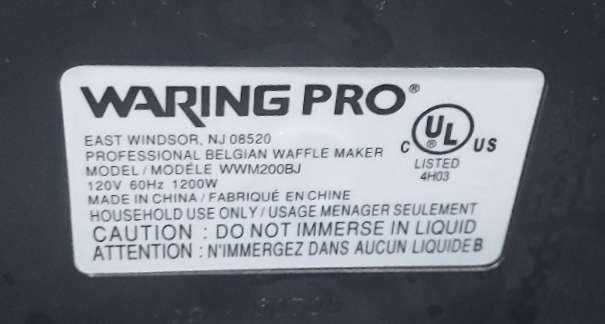 WARING PRO®
EAST WINDSOR, NJ 08520
PROFESSIONAL BELGIAN WAFFLE MAKER
MODEL / MODÈLE WWM200BJ
120V 60Hz 1200W
MADE IN CHINA / FABRIQUÉ EN CHINE
HOUSEHOLD USE ONLY / USAGE MENAGER SEULEMENT
CAUTION : DO NOT IMMERSE IN LIQUID
ATTENTION : N'IMMERGEZ DANS AUCUN LIQUIDE B
C UL US
LISTED
4H03